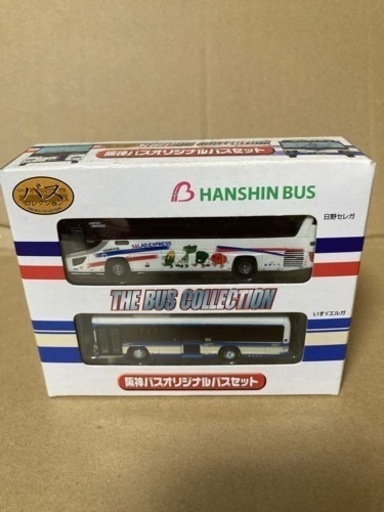 阪神バスオリジナルバスセット
バス
コレクション
HANSHIN BUS
日野セレガ
SALAD EXPRESS
THE BUS COLLECTION
いすゞエルガ
阪神バスオリジナルバスセット